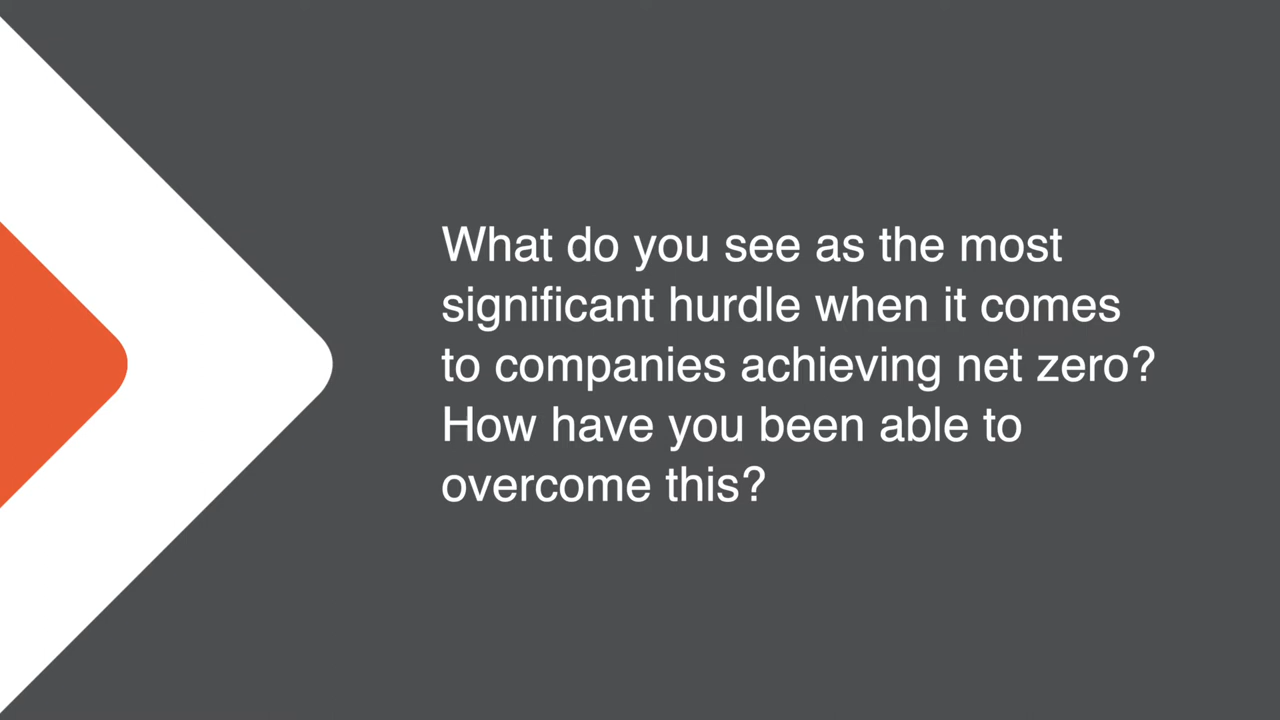 What do you see as the most
significant hurdle when it comes
to companies achieving net zero?
How have you been able to
overcome this?